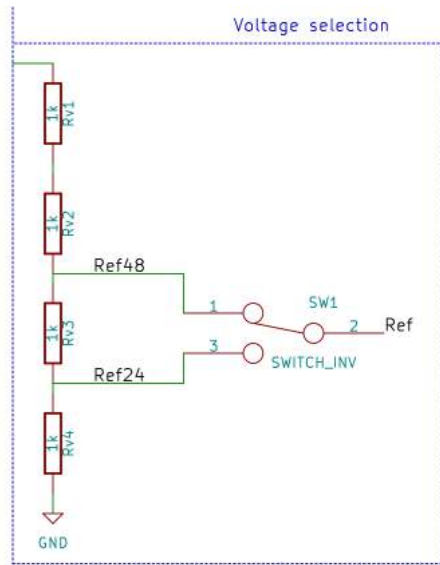 Voltage selection
1k
Rv1
1k
Rv2
Ref48
1
SW1
2
Ref
1k
Rv3
3
SWITCH_INV
Ref24
1k
Rv4
GND